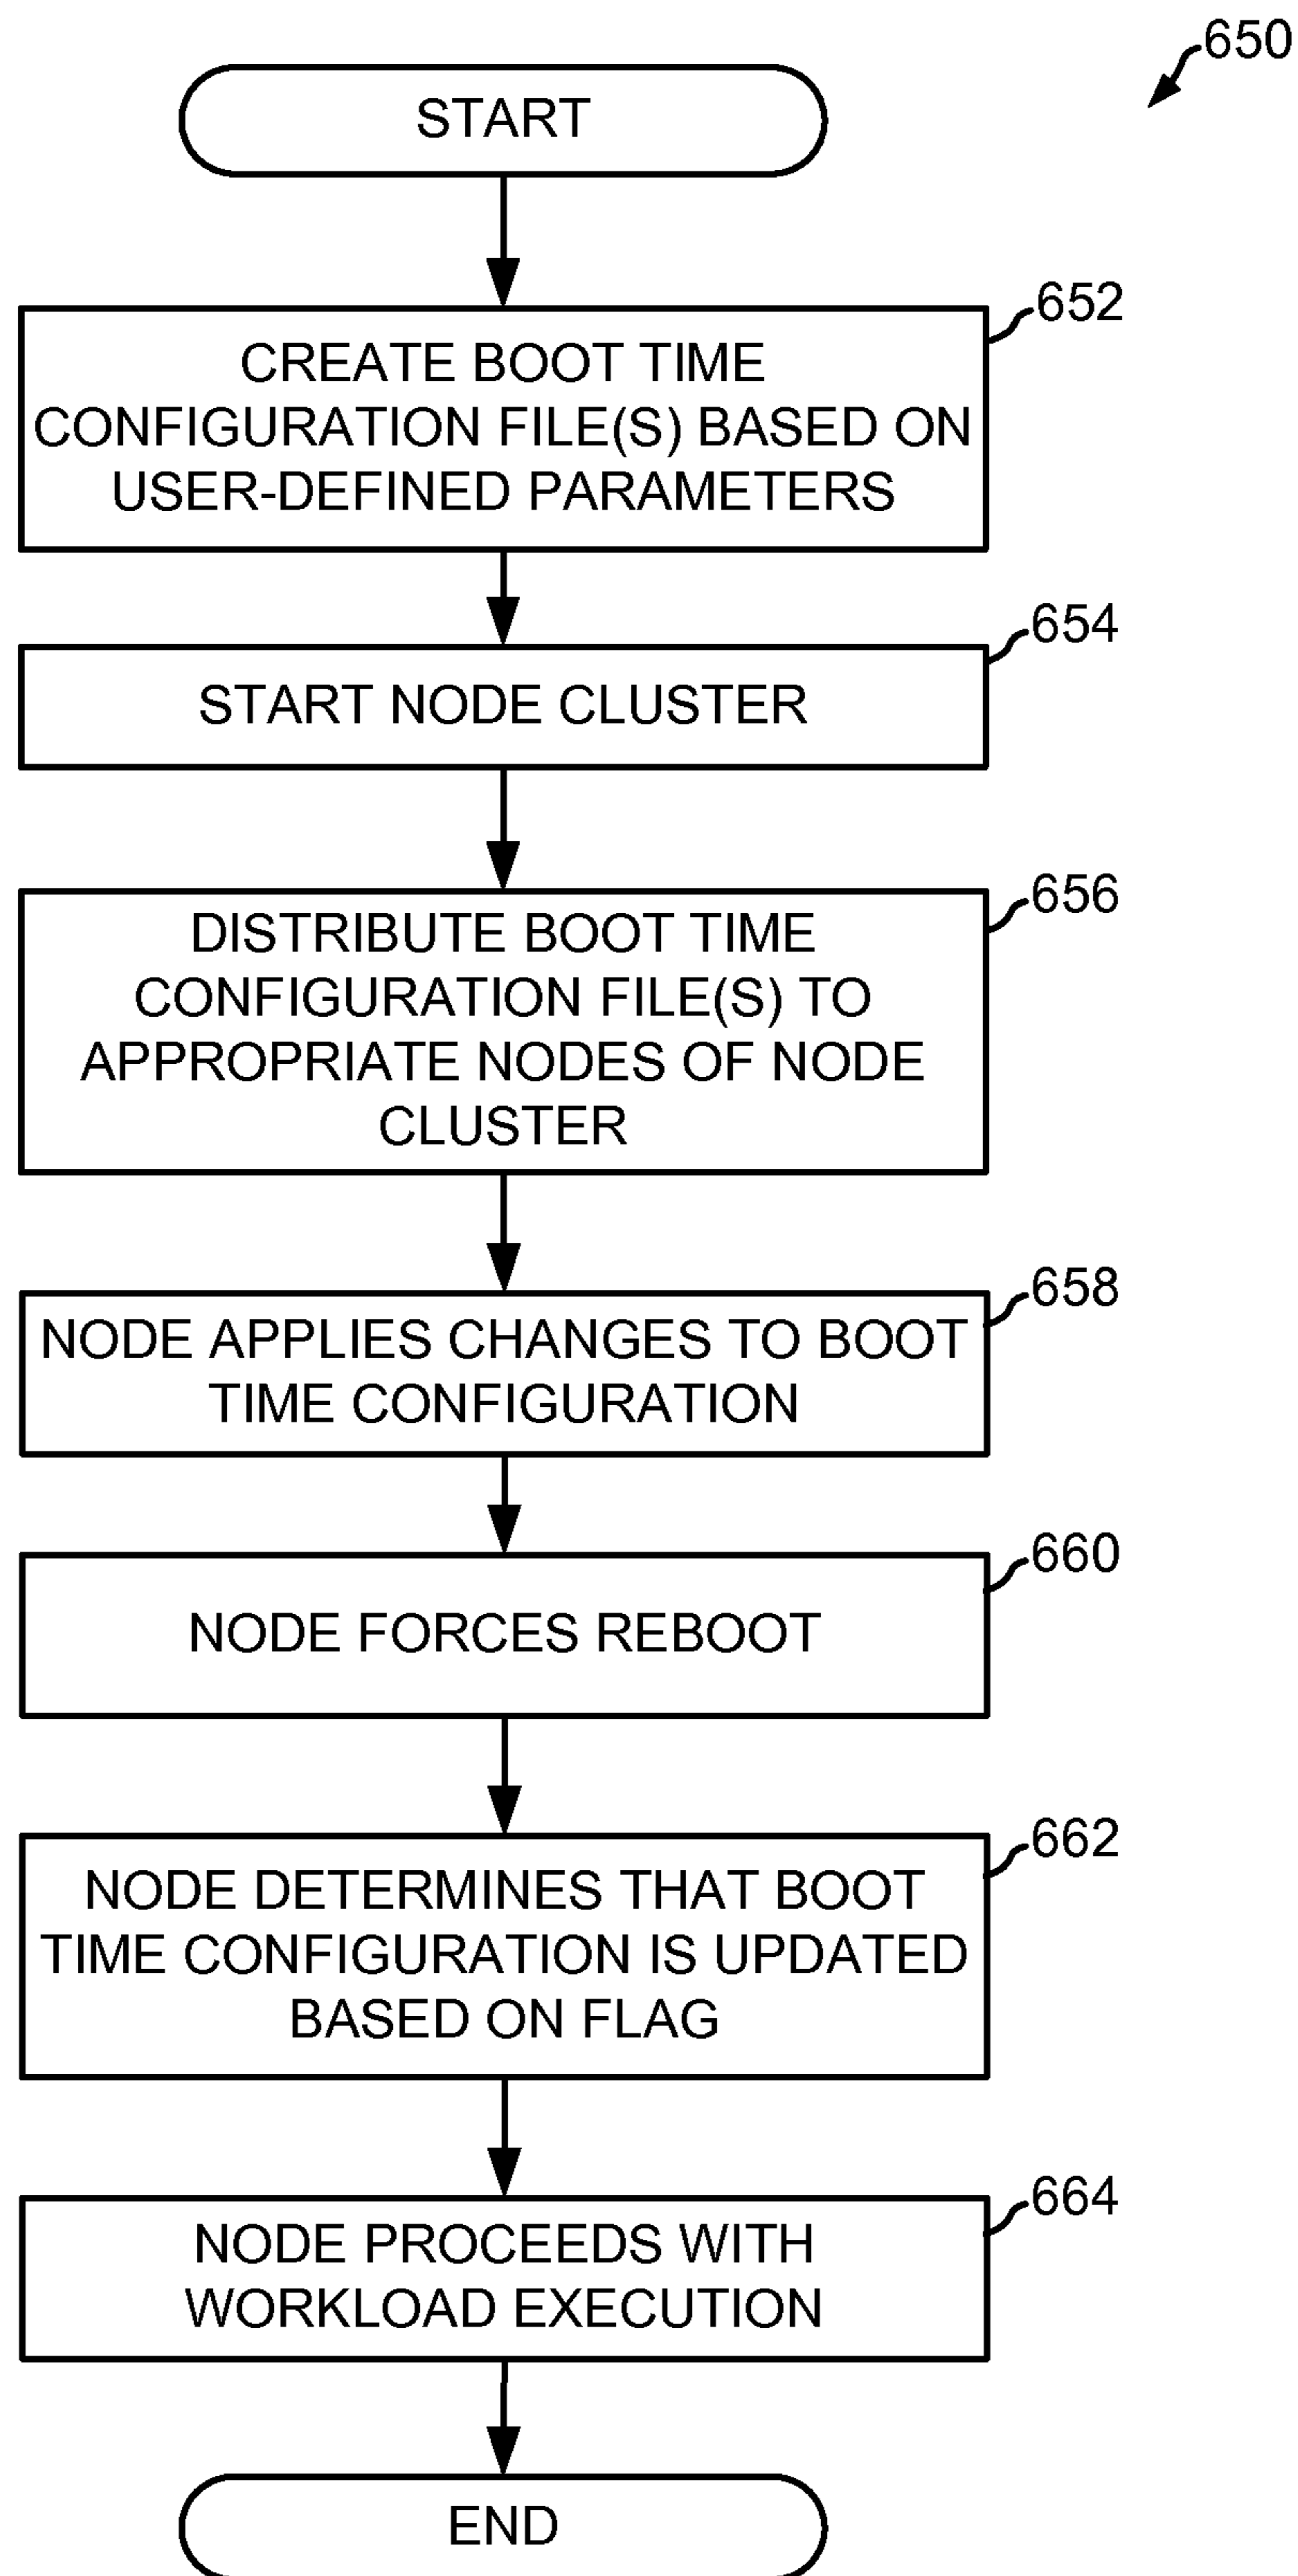 650
START
652
CREATE BOOT TIME
CONFIGURATION FILE(S) BASED ON
USER-DEFINED PARAMETERS
654
START NODE CLUSTER
656
DISTRIBUTE BOOT TIME
CONFIGURATION FILE(S) TO
APPROPRIATE NODES OF NODE
CLUSTER
658
NODE APPLIES CHANGES TO BOOT
TIME CONFIGURATION
660
NODE FORCES REBOOT
662
NODE DETERMINES THAT BOOT
TIME CONFIGURATION IS UPDATED
BASED ON FLAG
664
NODE PROCEEDS WITH
WORKLOAD EXECUTION
END